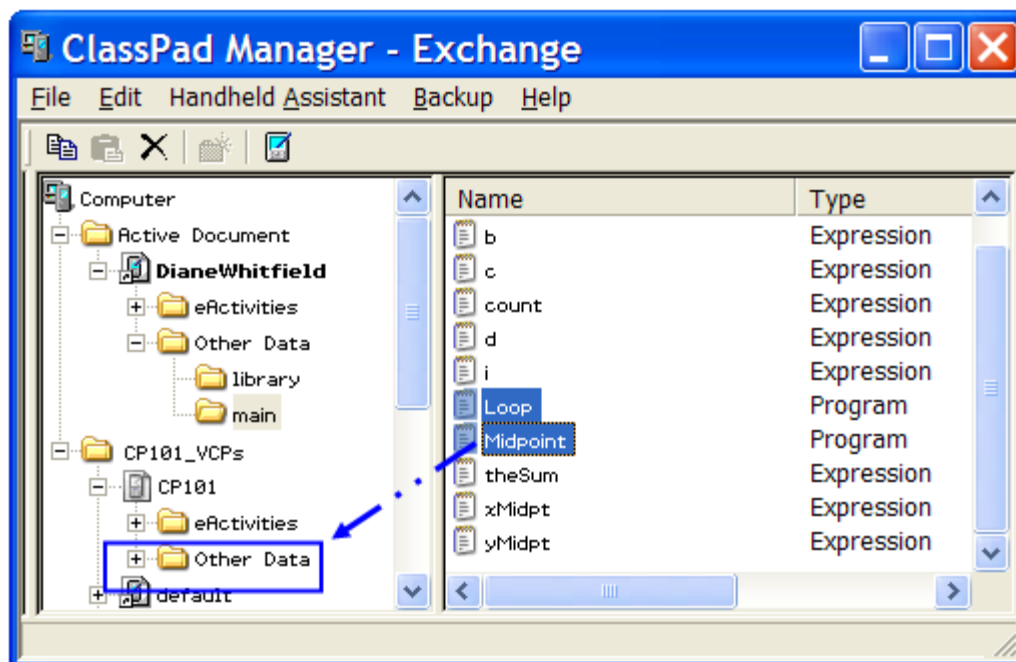 ClassPad Manager - Exchange
File Edit Handheld Assistant Backup Help
Computer
Active Document
DianeWhitfield
eActivities
Other Data
library
main
CP101_VCPs
CP101
eActivities
Other Data
default
Name Type
b Expression
c Expression
count Expression
d Expression
i Expression
Loop Program
Midpoint Program
theSum Expression
xMidpt Expression
yMidpt Expression